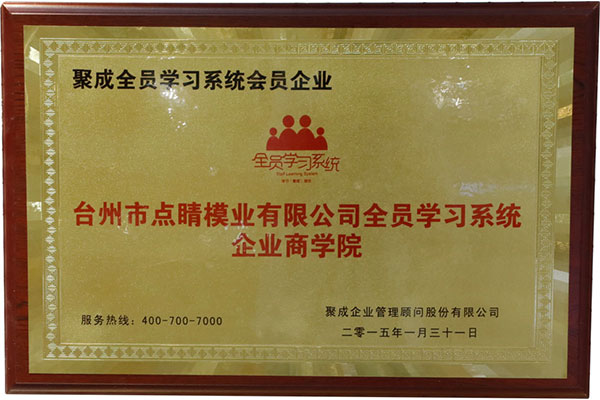 聚成全员学习系统会员企业
全员学习系统
Staff Learning System
台州市点睛模业有限公司全员学习系统
企业商学院
服务热线：400-700-7000
聚成企业管理顾问股份有限公司
二零一五年一月三十一日